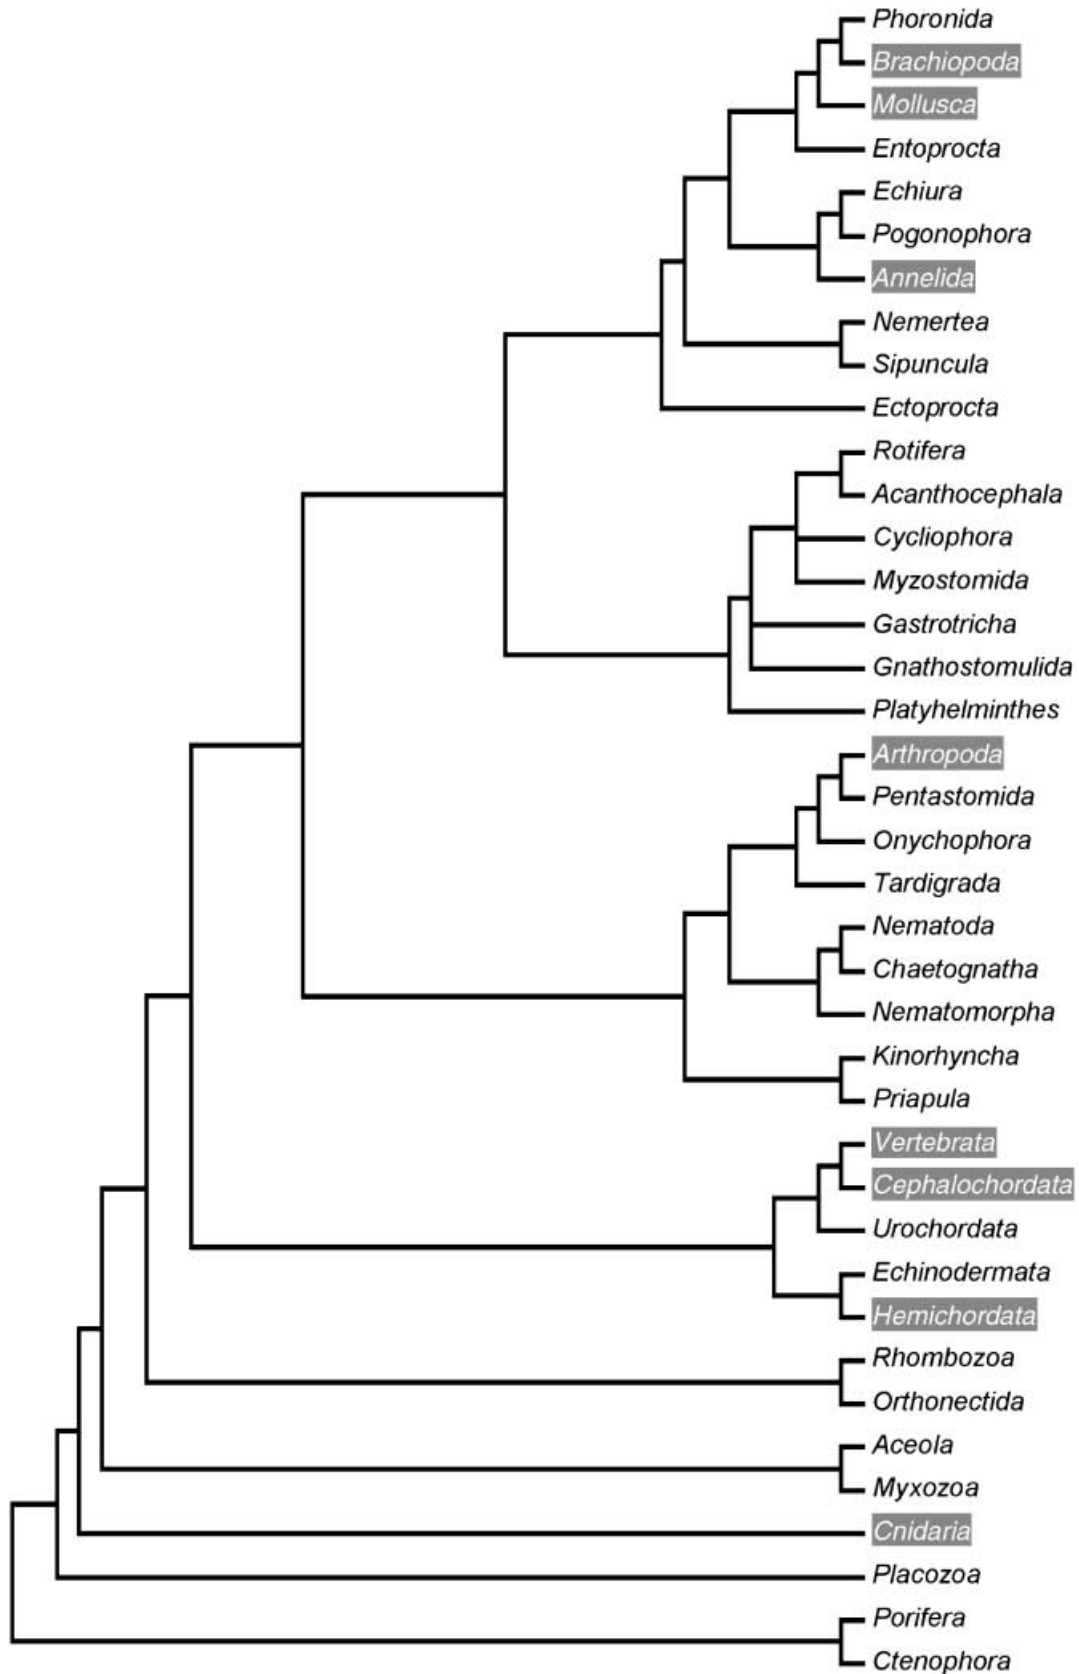 Phoronida
Brachiopoda
Mollusca
Entoprocta
Echiura
Pogonophora
Annelida
Nemertea
Sipuncula
Ectoprocta
Rotifera
Acanthocephala
Cycliophora
Myzostomida
Gastrotricha
Gnathostomulida
Platyhelminthes
Arthropoda
Pentastomida
Onychophora
Tardigrada
Nematoda
Chaetognatha
Nematomorpha
Kinorhyncha
Priapula
Vertebrata
Cephalochordata
Urochordata
Echinodermata
Hemichordata
Rhombozoa
Orthonectida
Aceola
Myxozoa
Cnidaria
Placozoa
Porifera
Ctenophora